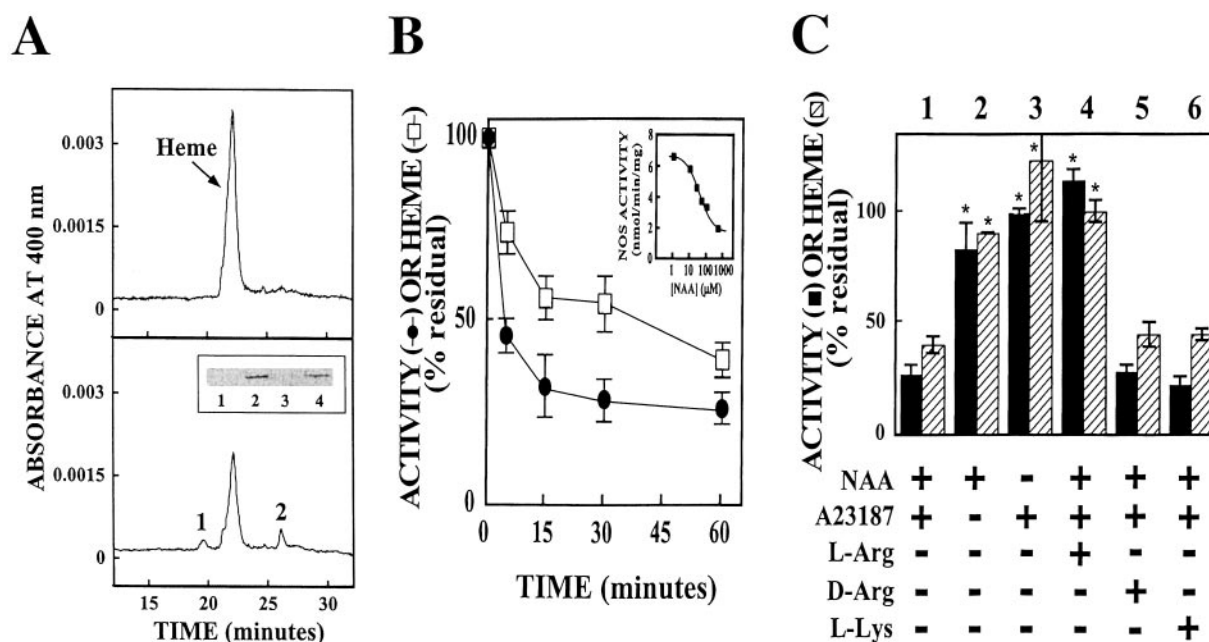 A
ABSORBANCE AT 400 nm
0.003
0.0015
0
Heme
0.003
0.0015
0
1 2 3 4
1
2
15 20 25 30
TIME (minutes)
B
ACTIVITY (-●-) OR HEME (-□-)
(% residual)
100
50
0
0 15 30 45 60
TIME (minutes)
NOS ACTIVITY
(nmol/min/mg)
8
6
4
2
0
1 10 100 1000
[NAA] (μM)
C
ACTIVITY (■) OR HEME (▨)
(% residual)
1 2 3 4 5 6
100
50
0
* * * * * *
NAA + + - + + +
A23187 + - + + + +
L-Arg - - - + - -
D-Arg - - - - + -
L-Lys - - - - - +